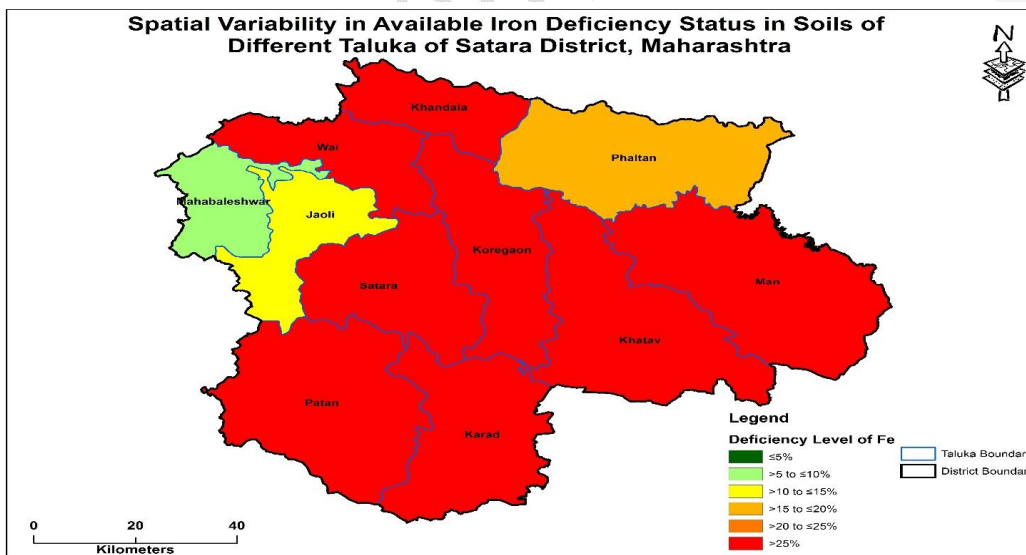 Spatial Variability in Available Iron Deficiency Status in Soils of
Different Taluka of Satara District, Maharashtra
N
Khandala
Wai
Phaltan
Mahabaleshwar
Jaoli
Koregaon
Satara
Man
Khatav
Patan
Karad
Legend
Deficiency Level of Fe
≤5%
>5 to ≤10%
>10 to ≤15%
>15 to ≤20%
>20 to ≤25%
>25%
Taluka Boundar
District Boundar
0 20 40
Kilometers